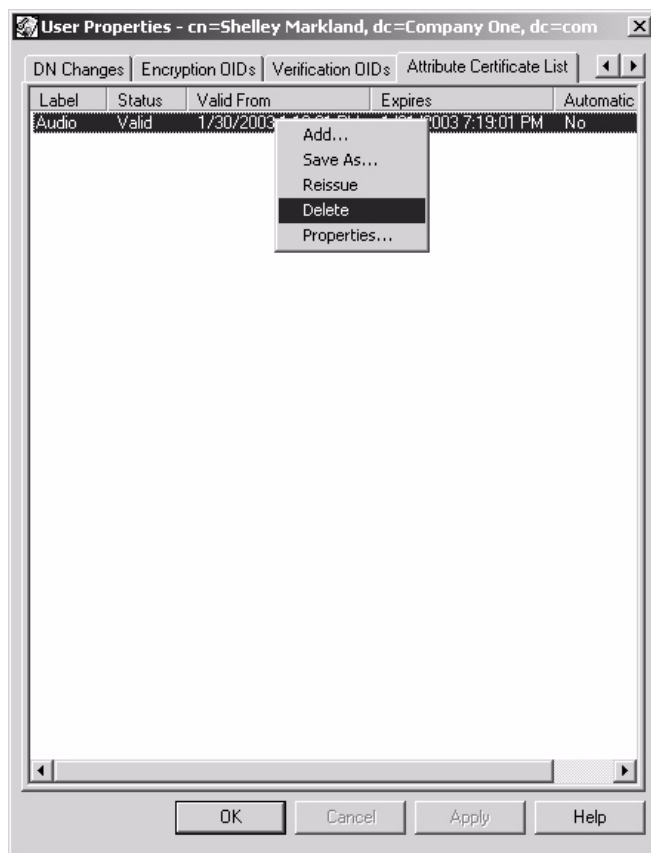 User Properties - cn=Shelley Markland, dc=Company One, dc=com
DN Changes Encryption OIDs Verification OIDs Attribute Certificate List
Label Status Valid From Expires Automatic
Audio Valid 1/30/2003 7:19:01 PM No
Add...
Save As...
Reissue
Delete
Properties...
OK Cancel Apply Help